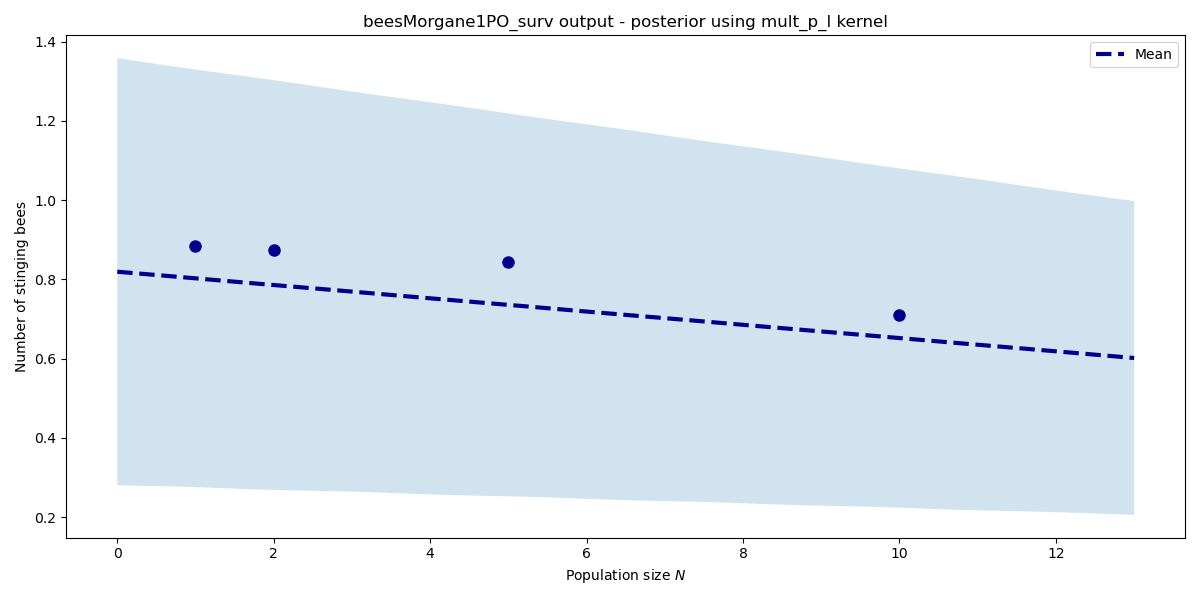 beesMorgane1PO_surv output - posterior using mult_p_l kernel
Mean
Number of stinging bees
1.4
1.2
1.0
0.8
0.6
0.4
0.2
0 2 4 6 8 10 12
Population size N